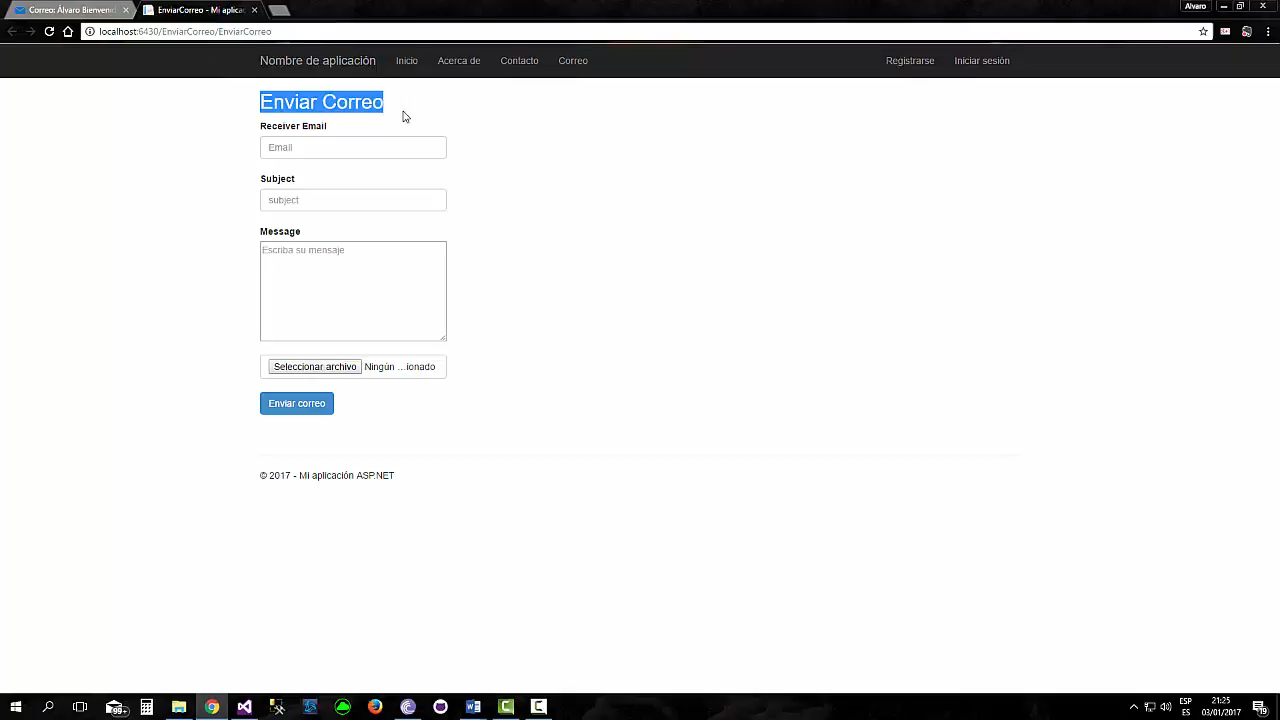 Correo: Álvaro Bienvenid
EnviarCorreo - Mi aplicac
Alvaro
localhost:6430/EnviarCorreo/EnviarCorreo
Nombre de aplicación Inicio Acerca de Contacto Correo Registrarse Iniciar sesión
Enviar Correo
Receiver Email
Email
Subject
subject
Message
Escriba su mensaje
Seleccionar archivo Ningún ...ionado
Enviar correo
© 2017 - Mi aplicación ASP.NET
99+
ESP
ES
21:25
03/01/2017